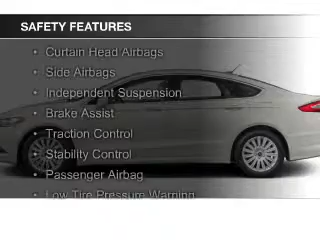 SAFETY FEATURES
• Curtain Head Airbags
• Side Airbags
• Independent Suspension
• Brake Assist
• Traction Control
• Stability Control
• Passenger Airbag
• Low Tire Pressure Warning